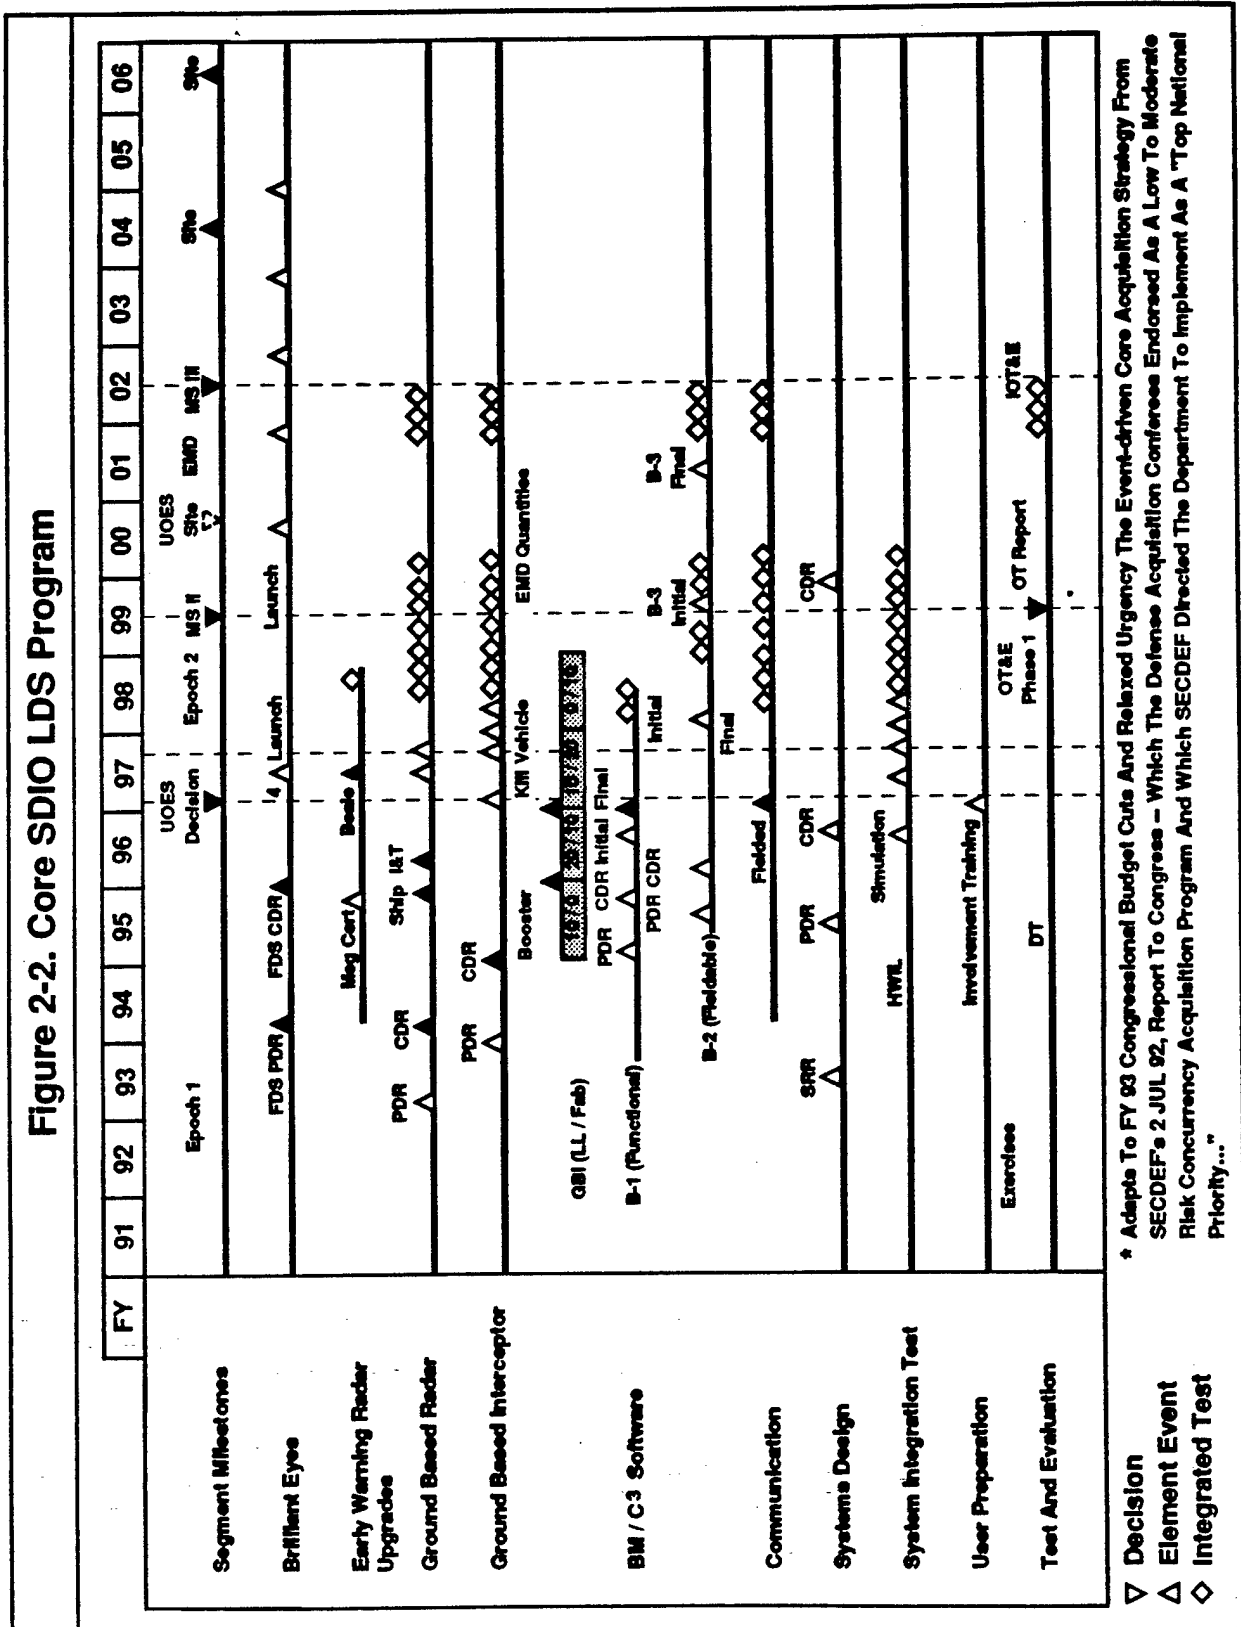 Figure 2-2. Core SDIO LDS Program
FY 91 92 93 94 95 96 97 98 99 00 01 02 03 04 05 06
Segment Milestones
Epoch 1
UOES
Decision
Epoch 2
MS II
UOES
Site
EMD
MS III
Site
Site
Brilliant Eyes
FDS PDR
FDS CDR
4
Launch
Launch
Early Warning Radar
Upgrades
Msg Cert
Beale
Ground Based Radar
PDR
CDR
Ship I&T
Ground Based Interceptor
PDR
CDR
Booster
Kill Vehicle
EMD Quantities
GBI (LL / Fab)
BM / C3 Software
B-1 (Functional)
PDR CDR Initial Final
Initial
B-3
Initial
B-3
Final
B-2 (Fieldable)
PDR CDR
Final
Communication
Fielded
Systems Design
SRR
PDR
CDR
CDR
System Integration Test
HWIL
Simulation
User Preparation
Involvement Training
Exercises
Test And Evaluation
DT
OT&E
Phase 1
OT Report
IOT&E
▽ Decision
△ Element Event
◇ Integrated Test
* Adapts To FY 93 Congressional Budget Cuts And Relaxed Urgency The Event-driven Core Acquisition Strategy From
SECDEF's 2 JUL 92, Report To Congress – Which The Defense Acquisition Conferees Endorsed As A Low To Moderate
Risk Concurrency Acquisition Program And Which SECDEF Directed The Department To Implement As A "Top National
Priority..."